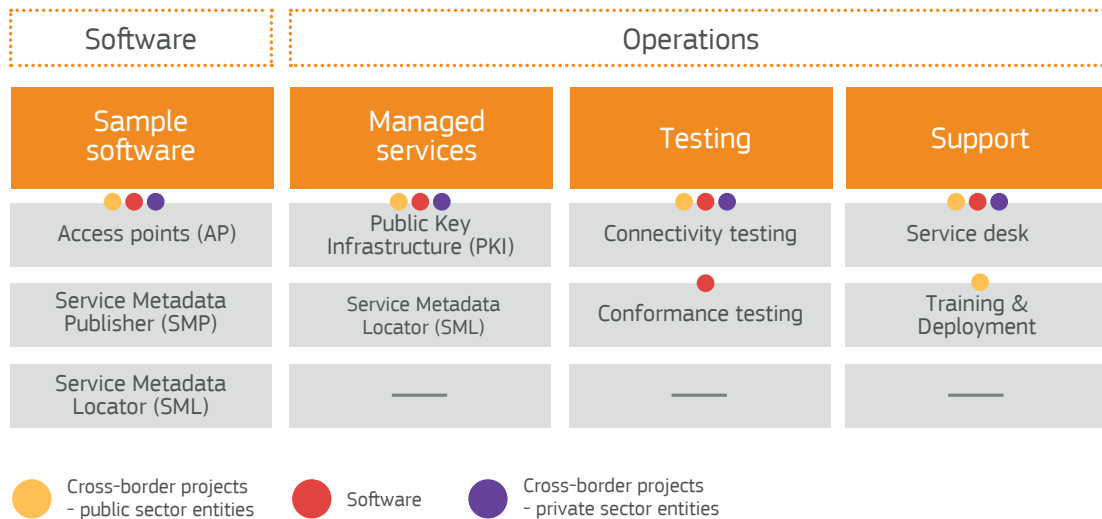 Software
Operations
Sample
software
Managed
services
Testing
Support
Access points (AP)
Public Key
Infrastructure (PKI)
Connectivity testing
Service desk
Service Metadata
Publisher (SMP)
Service Metadata
Locator (SML)
Conformance testing
Training &
Deployment
Service Metadata
Locator (SML)
Cross-border projects
- public sector entities
Software
Cross-border projects
- private sector entities